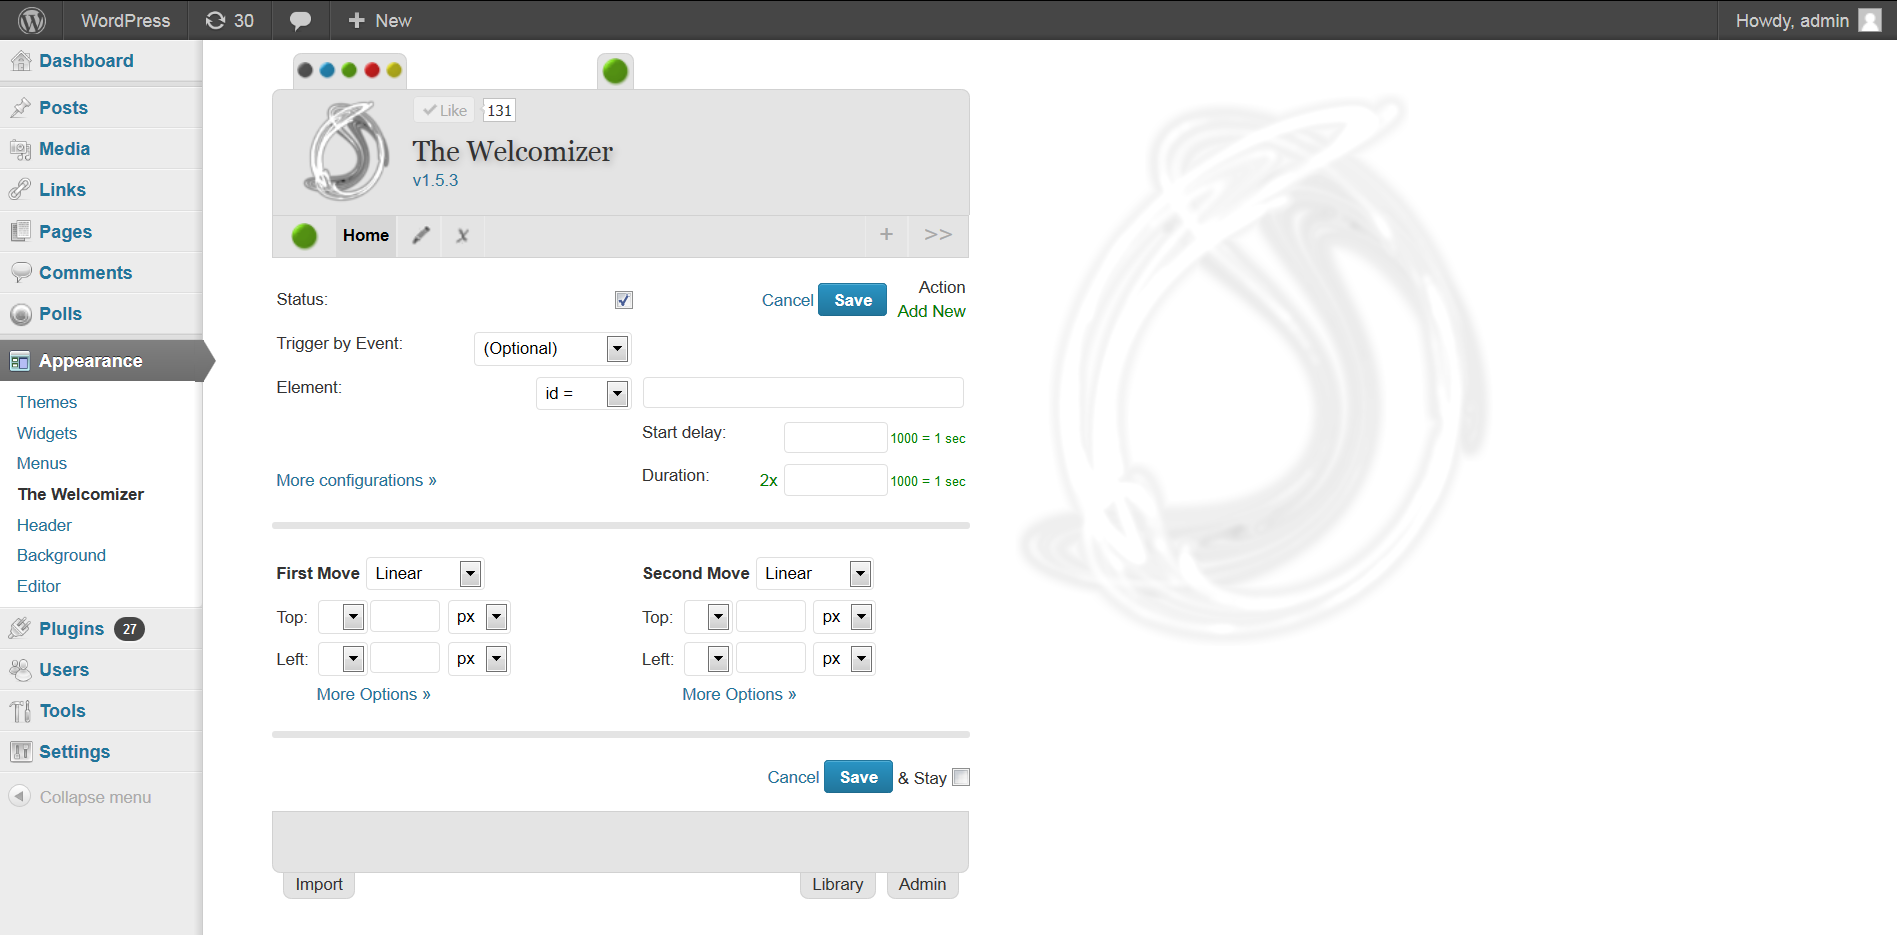 WordPress 30 + New Howdy, admin
Dashboard
Posts
Media
Links
Pages
Comments
Polls
Appearance
Themes
Widgets
Menus
The Welcomizer
Header
Background
Editor
Plugins 27
Users
Tools
Settings
Collapse menu
Like 131
The Welcomizer
v1.5.3
Home x + >>
Status: Cancel Save Action
Add New
Trigger by Event: (Optional)
Element: id =
Start delay: 1000 = 1 sec
More configurations » Duration: 2x 1000 = 1 sec
First Move Linear Second Move Linear
Top: px Top: px
Left: px Left: px
More Options » More Options »
Cancel Save & Stay
Import Library Admin